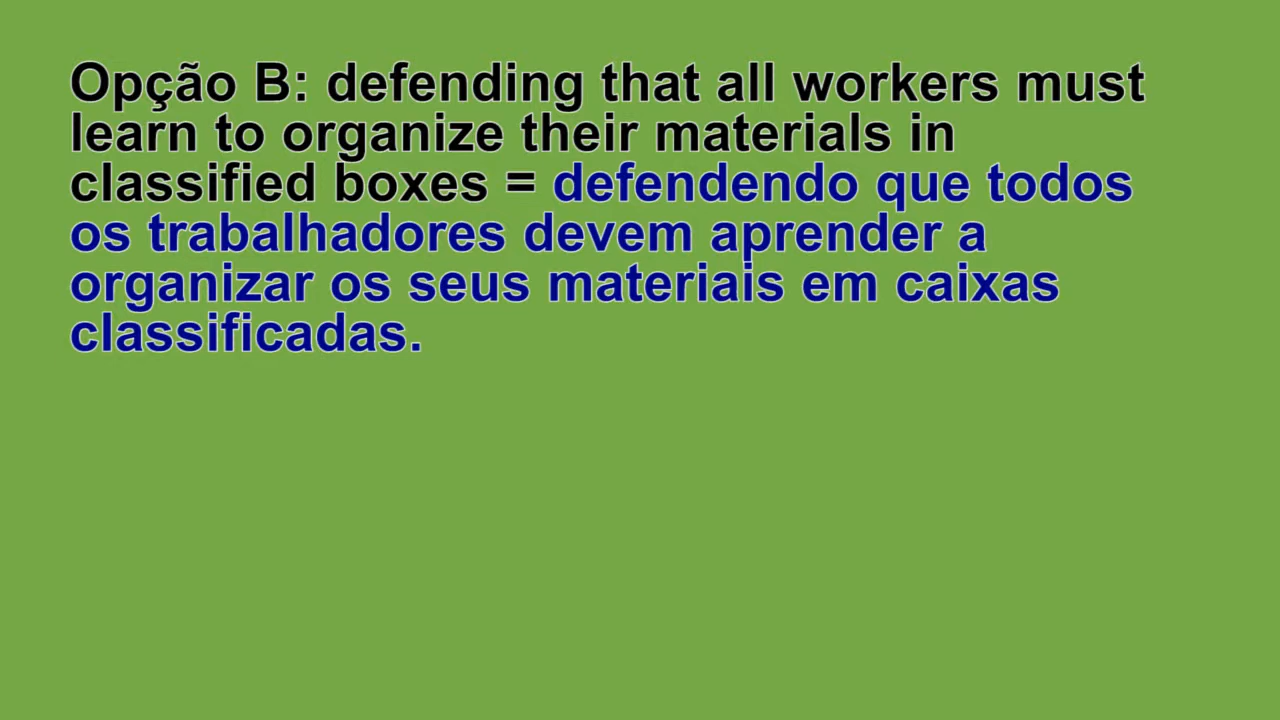 Opção B: defending that all workers must
learn to organize their materials in
classified boxes = defendendo que todos
os trabalhadores devem aprender a
organizar os seus materiais em caixas
classificadas.